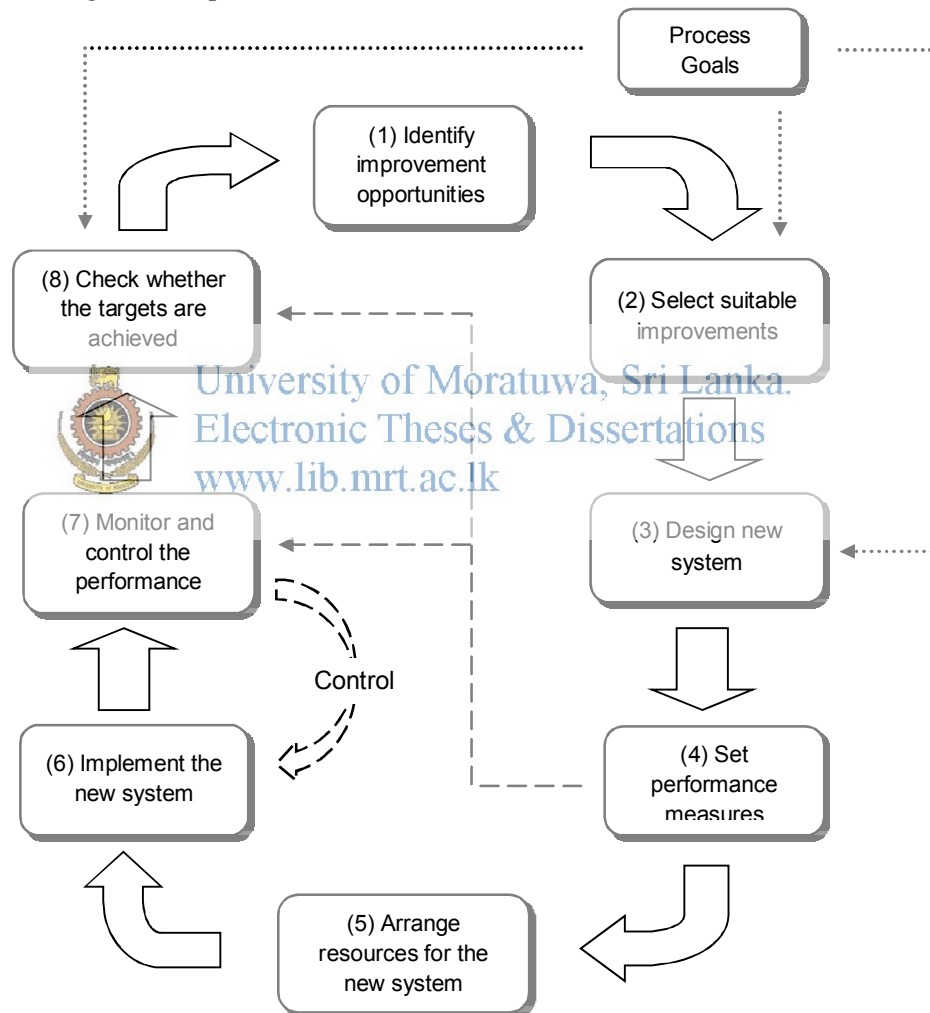 Process
Goals
(1) Identify
improvement
opportunities
(8) Check whether
the targets are
achieved
(2) Select suitable
improvements
University of Moratuwa, Sri Lanka.
Electronic Theses & Dissertations
www.lib.mrt.ac.lk
(7) Monitor and
control the
performance
(3) Design new
system
Control
(6) Implement the
new system
(4) Set
performance
measures
(5) Arrange
resources for the
new system